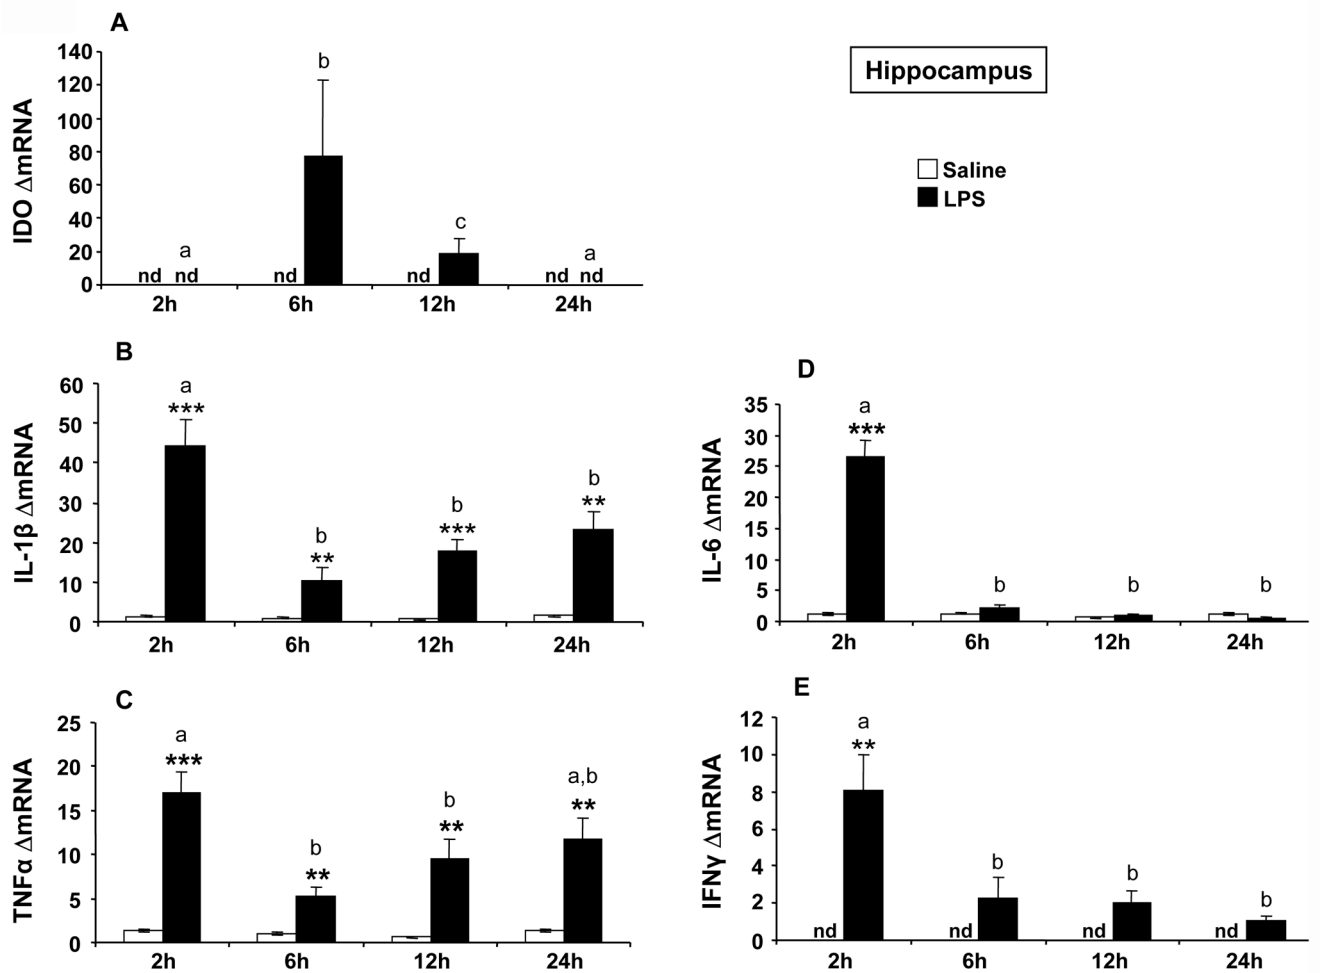 A
IDO ΔmRNA
140
120
100
80
60
40
20
0
b
c
a
a
nd nd
nd
nd
nd nd
2h 6h 12h 24h
Hippocampus
Saline
LPS
B
IL-1β ΔmRNA
60
50
40
30
20
10
0
a
***
b
**
b
***
b
**
2h 6h 12h 24h
D
IL-6 ΔmRNA
35
30
25
20
15
10
5
0
a
***
b
b
b
2h 6h 12h 24h
C
TNFα ΔmRNA
25
20
15
10
5
0
a
***
b
**
b
**
a,b
**
2h 6h 12h 24h
E
IFNγ ΔmRNA
12
10
8
6
4
2
0
a
**
b
b
b
nd nd nd nd
2h 6h 12h 24h